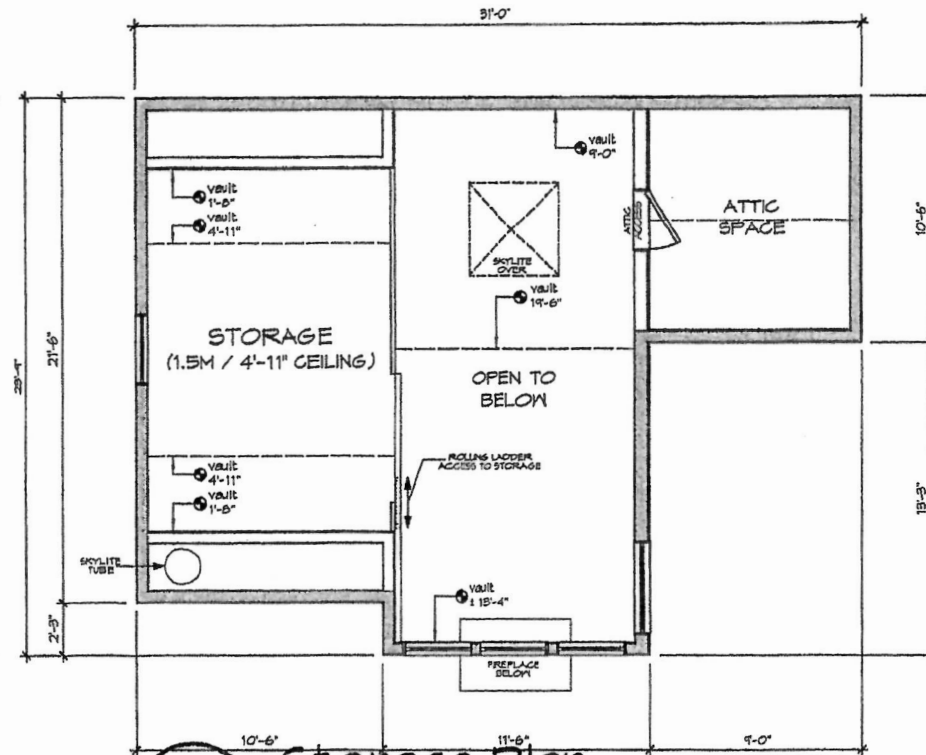 31'-0"
vault
9'-0"
vault
1'-8"
vault
4'-11"
ATTIC
ACCESS
ATTIC
SPACE
10'-6"
SKYLITE
OVER
vault
19'-6"
STORAGE
(1.5M / 4'-11" CEILING)
21'-6"
23'-9"
OPEN TO
BELOW
ROLLING LADDER
ACCESS TO STORAGE
vault
4'-11"
vault
1'-8"
13'-3"
SKYLITE
TUBE
vault
2'-3"
FIREPLACE
BELOW
10'-6"
11'-6"
9'-0"